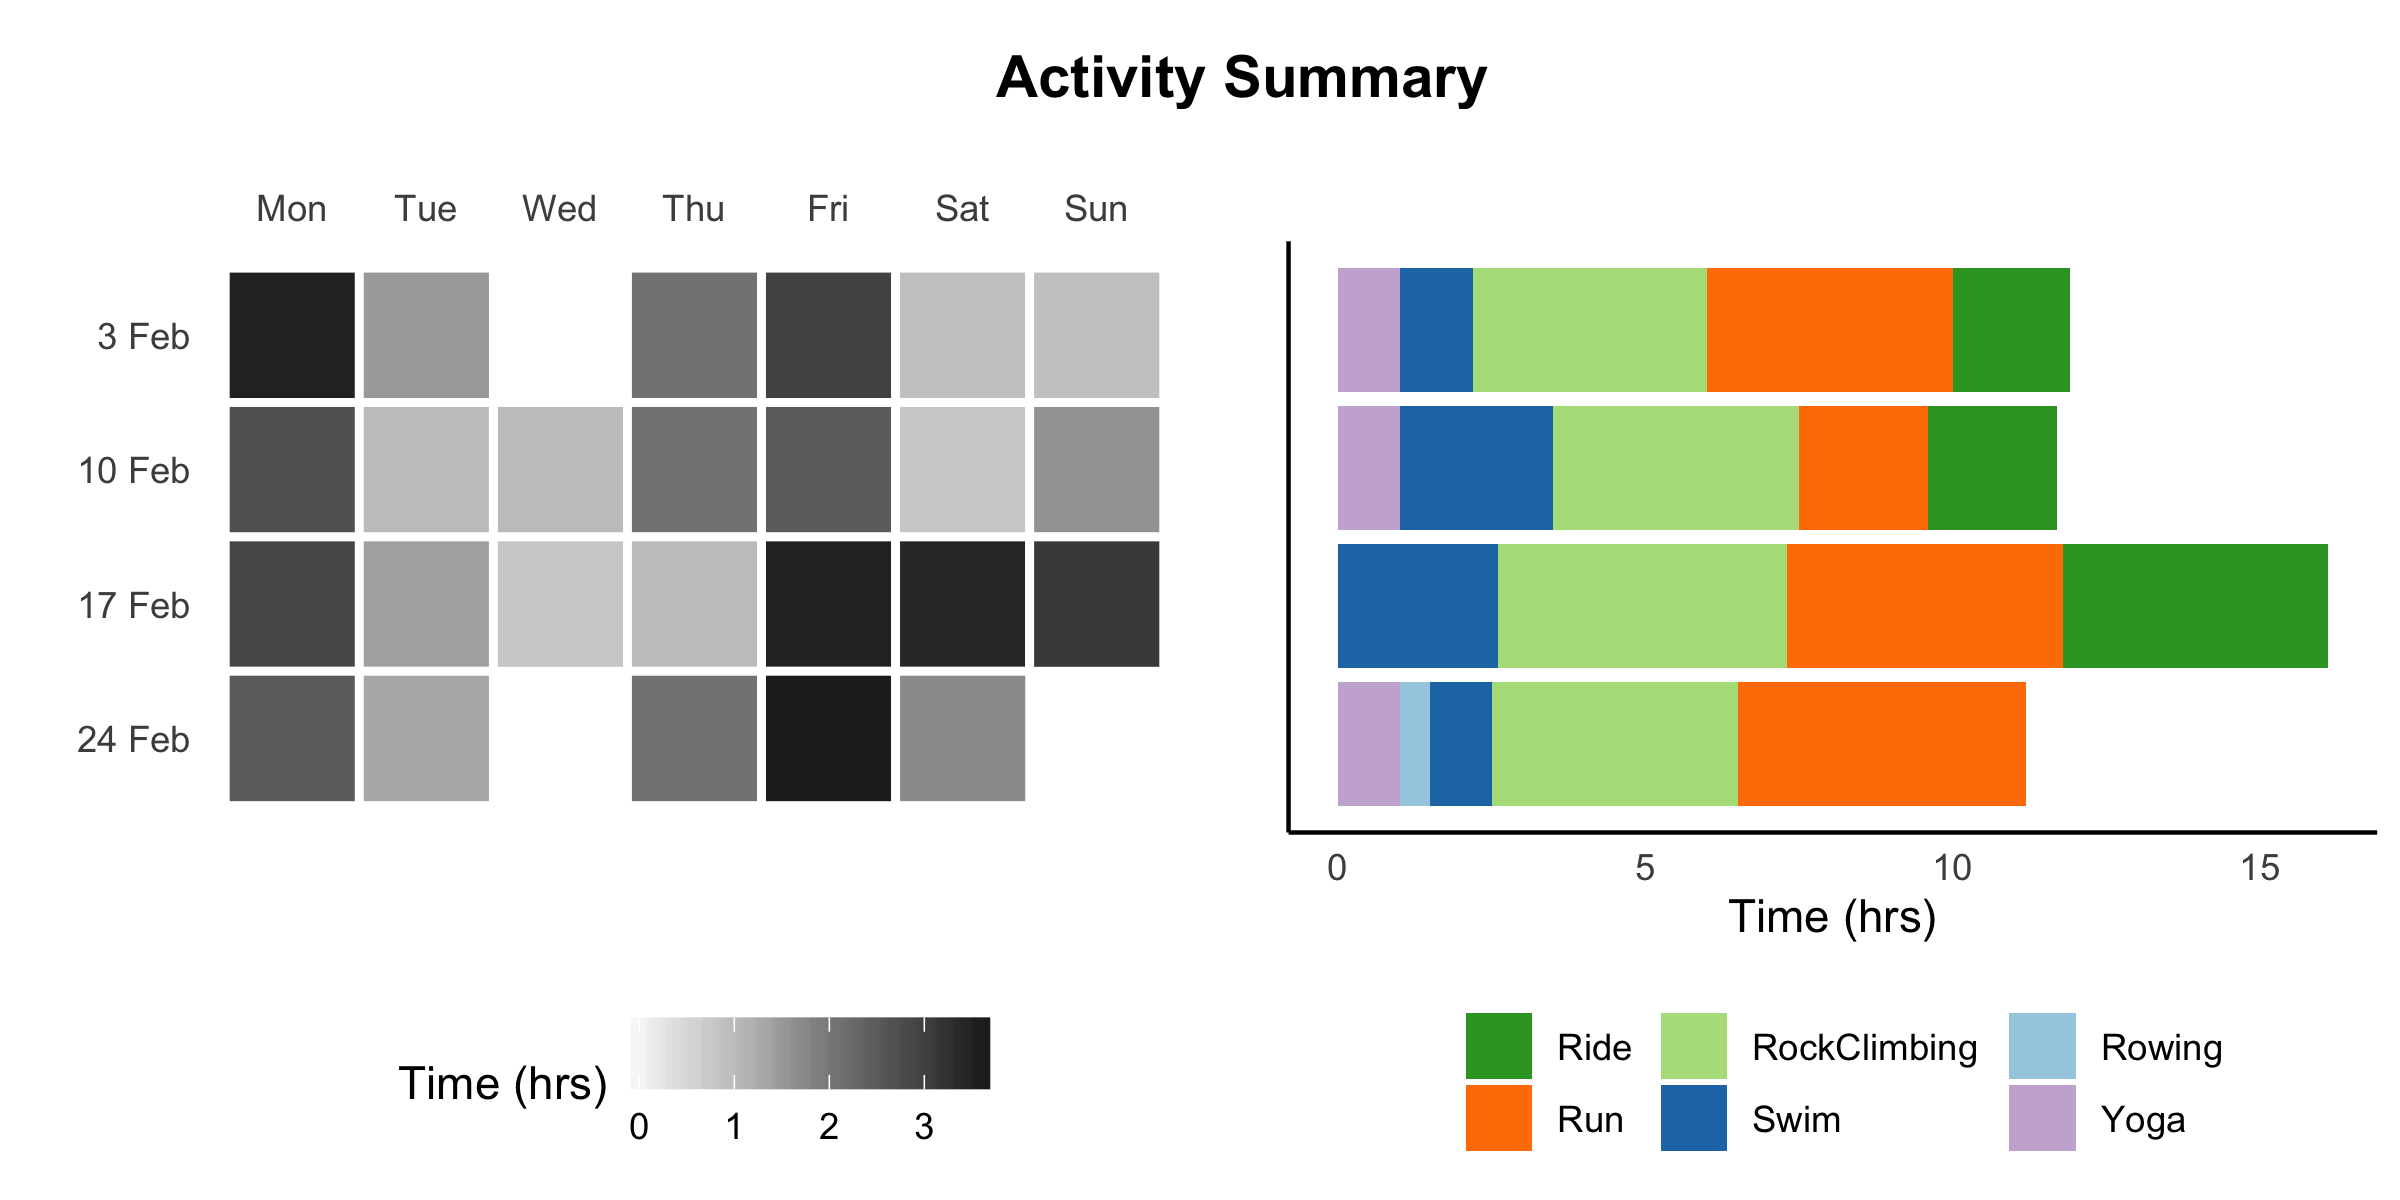 Activity Summary
Mon Tue Wed Thu Fri Sat Sun
3 Feb
10 Feb
17 Feb
24 Feb
0 5 10 15
Time (hrs)
Time (hrs)
0 1 2 3
Ride RockClimbing Rowing
Run Swim Yoga